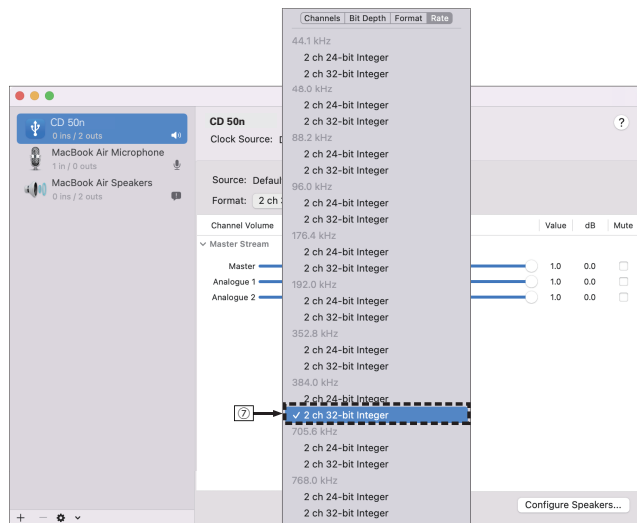 Channels Bit Depth Format Rate
44.1 kHz
2 ch 24-bit Integer
2 ch 32-bit Integer
48.0 kHz
2 ch 24-bit Integer
2 ch 32-bit Integer
88.2 kHz
2 ch 24-bit Integer
2 ch 32-bit Integer
96.0 kHz
2 ch 24-bit Integer
2 ch 32-bit Integer
176.4 kHz
2 ch 24-bit Integer
2 ch 32-bit Integer
192.0 kHz
2 ch 24-bit Integer
2 ch 32-bit Integer
352.8 kHz
2 ch 24-bit Integer
2 ch 32-bit Integer
384.0 kHz
2 ch 24-bit Integer
⑦
✓ 2 ch 32-bit Integer
705.6 kHz
2 ch 24-bit Integer
2 ch 32-bit Integer
768.0 kHz
2 ch 24-bit Integer
2 ch 32-bit Integer
CD 50n
0 ins / 2 outs
MacBook Air Microphone
1 in / 0 outs
MacBook Air Speakers
0 ins / 2 outs
CD 50n
?
Clock Source:
Source:
Format: 2 ch
Channel Volume Value dB Mute
Master Stream
Master 1.0 0.0
Analogue 1 1.0 0.0
Analogue 2 1.0 0.0
Configure Speakers...